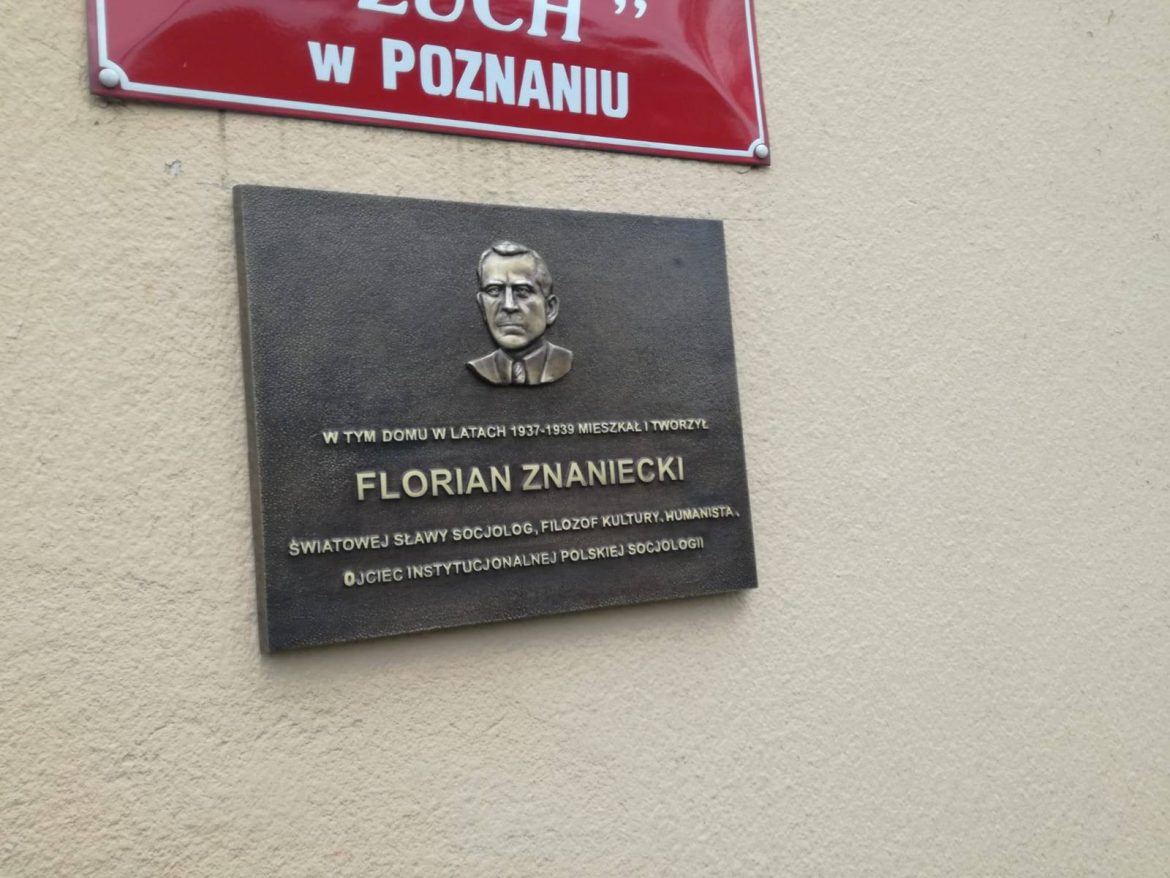 ZUCH”
w POZNANIU
W TYM DOMU W LATACH 1937-1939 MIESZKAŁ I TWORZYŁ
FLORIAN ZNANIECKI
ŚWIATOWEJ SŁAWY SOCJOLOG, FILOZOF KULTURY, HUMANISTA,
OJCIEC INSTYTUCJONALNEJ POLSKIEJ SOCJOLOGII